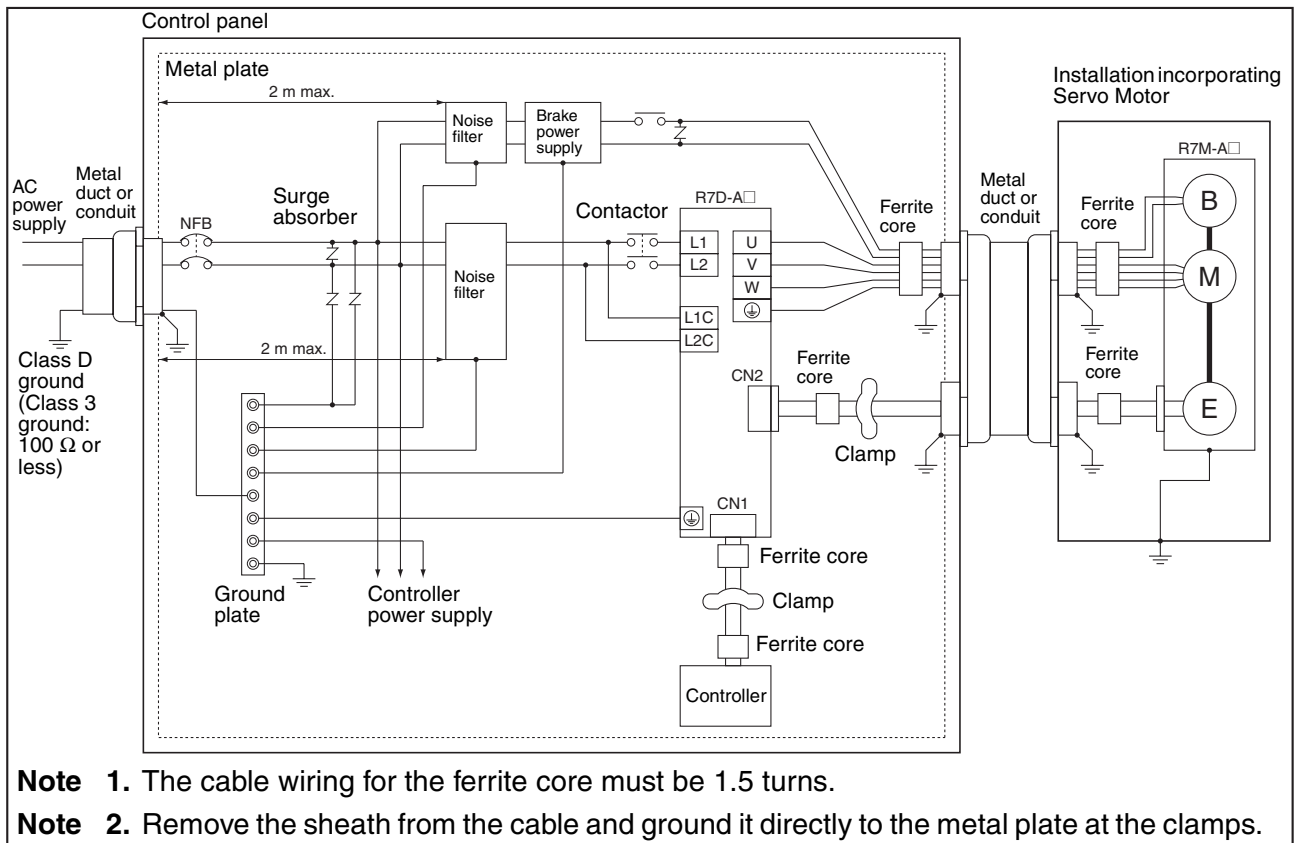 Control panel
Metal plate
2 m max.
Noise
filter
Brake
power
supply
Installation incorporating
Servo Motor
R7M-A□
AC
power
supply
Metal
duct or
conduit
NFB
Surge
absorber
Contactor
R7D-A□
Ferrite
core
Metal
duct or
conduit
Ferrite
core
B
L1
U
L2
V
W
Noise
filter
M
L1C
L2C
2 m max.
Class D
ground
(Class 3
ground:
100 Ω or
less)
CN2
Ferrite
core
Ferrite
core
E
Clamp
CN1
Ferrite core
Ground
plate
Controller
power supply
Clamp
Ferrite core
Controller
Note 1. The cable wiring for the ferrite core must be 1.5 turns.
Note 2. Remove the sheath from the cable and ground it directly to the metal plate at the clamps.